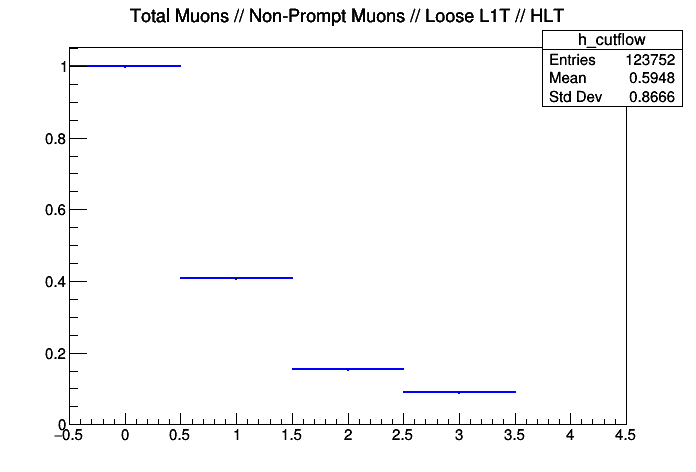 Total Muons // Non-Prompt Muons // Loose L1T // HLT
h_cutflow
Entries 123752
Mean 0.5948
Std Dev 0.8666
1
0.8
0.6
0.4
0.2
0
−0.5 0 0.5 1 1.5 2 2.5 3 3.5 4 4.5